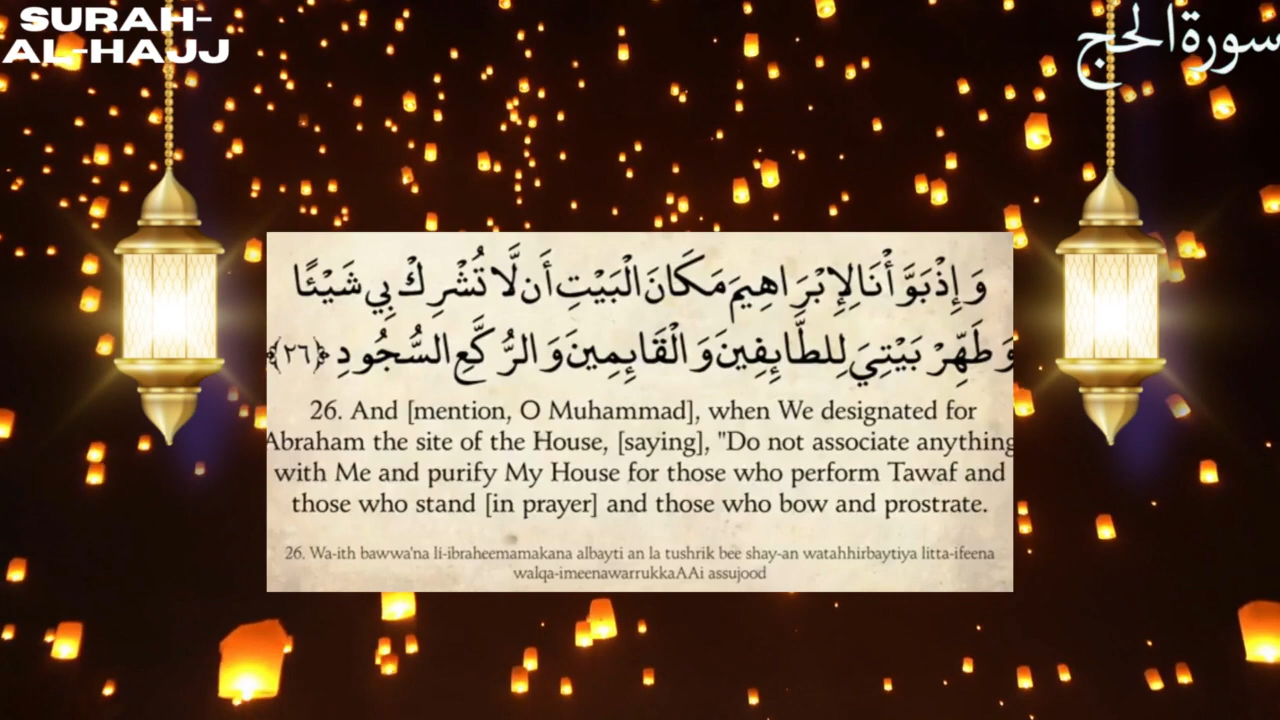 SURAH-
AL-HAJJ
سورة الحج
وَإِذْ بَوَّأْنَا لِإِبْرَاهِيمَ مَكَانَ الْبَيْتِ أَن لَّا تُشْرِكْ بِي شَيْئًا
وَطَهِّرْ بَيْتِيَ لِلطَّائِفِينَ وَالْقَائِمِينَ وَالرُّكَّعِ السُّجُودِ ﴿٢٦﴾
26. And [mention, O Muhammad], when We designated for
Abraham the site of the House, [saying], "Do not associate anything
with Me and purify My House for those who perform Tawaf and
those who stand [in prayer] and those who bow and prostrate.
26. Wa-ith bawwa'na li-ibraheemamakana albayti an la tushrik bee shay-an watahhirbaytiya litta-ifeena
walqa-imeenawarrukkaAAi assujood